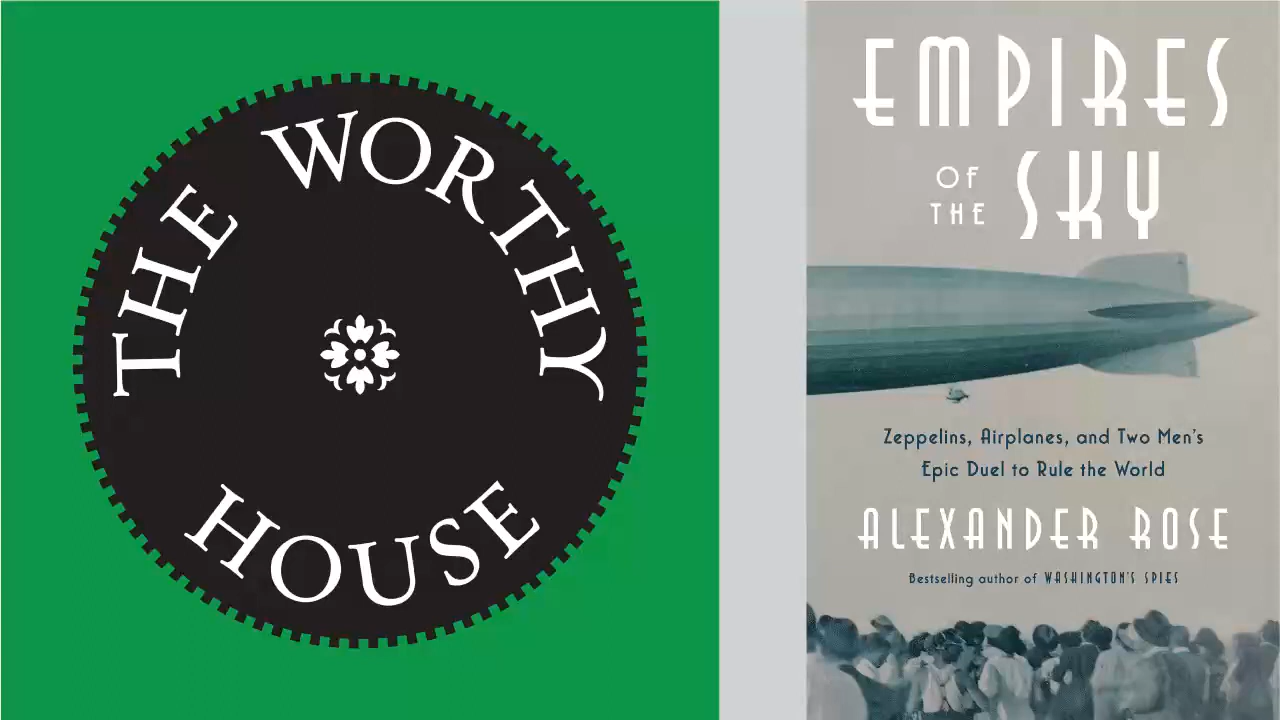 THE WORTHY
HOUSE
EMPIRES
OF
THE SKY
Zeppelins, Airplanes, and Two Men's
Epic Duel to Rule the World
ALEXANDER ROSE
Bestselling author of WASHINGTON'S SPIES